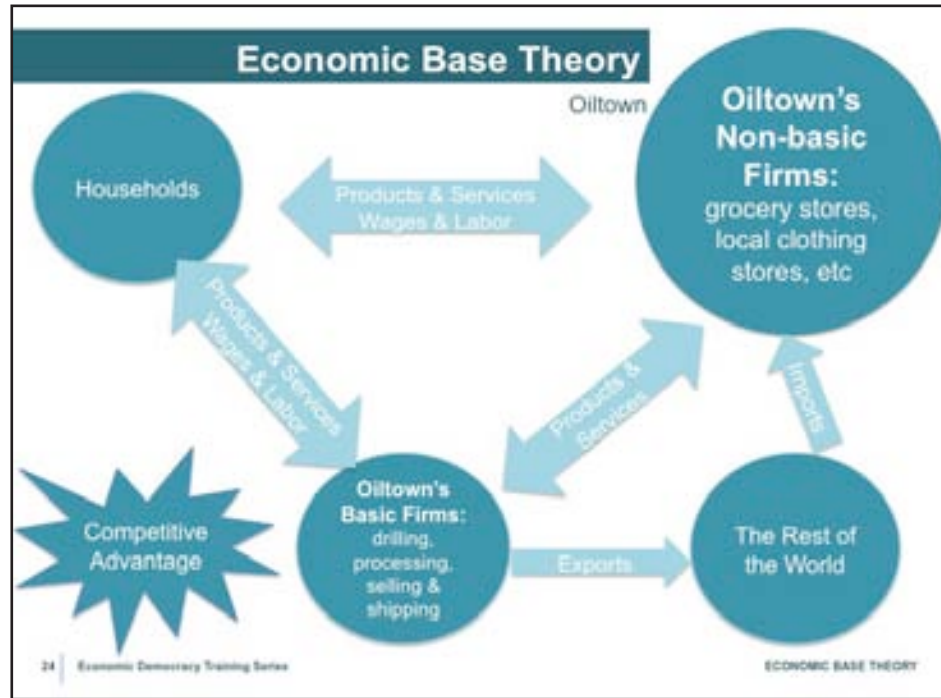 Economic Base Theory
Oiltown
Households
Products & Services
Wages & Labor
Oiltown's
Non-basic
Firms:
grocery stores,
local clothing
stores, etc
Products & Services
Wages & Labor
Products &
Services
Imports
Competitive
Advantage
Oiltown's
Basic Firms:
drilling,
processing,
selling &
shipping
Exports
The Rest of
the World
24 Economic Democracy Training Series
ECONOMIC BASE THEORY